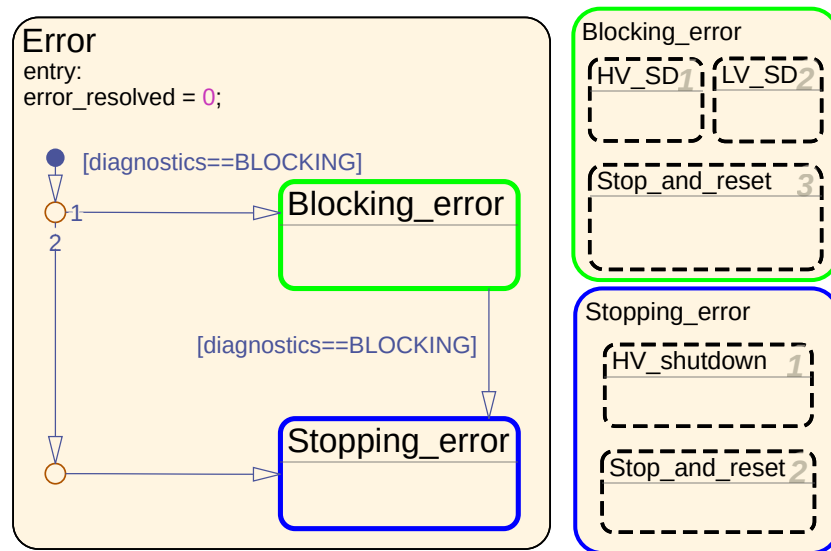 Error
entry:
error_resolved = 0;
[diagnostics==BLOCKING]
1
2
Blocking_error
[diagnostics==BLOCKING]
Stopping_error
Blocking_error
HV_SD 1
LV_SD 2
Stop_and_reset 3
Stopping_error
HV_shutdown 1
Stop_and_reset 2